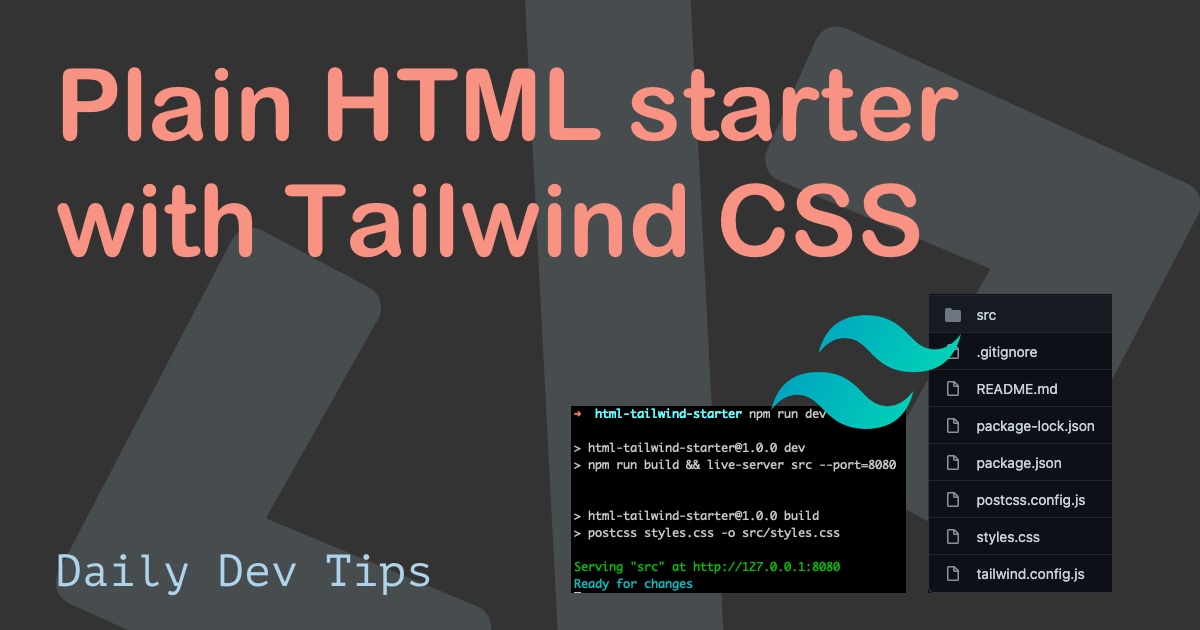 Plain HTML starter
with Tailwind CSS
➜ html-tailwind-starter npm run dev
> html-tailwind-starter@1.0.0 dev
> npm run build && live-server src --port=8080
> html-tailwind-starter@1.0.0 build
> postcss styles.css -o src/styles.css
Serving "src" at http://127.0.0.1:8080
Ready for changes
src
.gitignore
README.md
package-lock.json
package.json
postcss.config.js
styles.css
tailwind.config.js
Daily Dev Tips